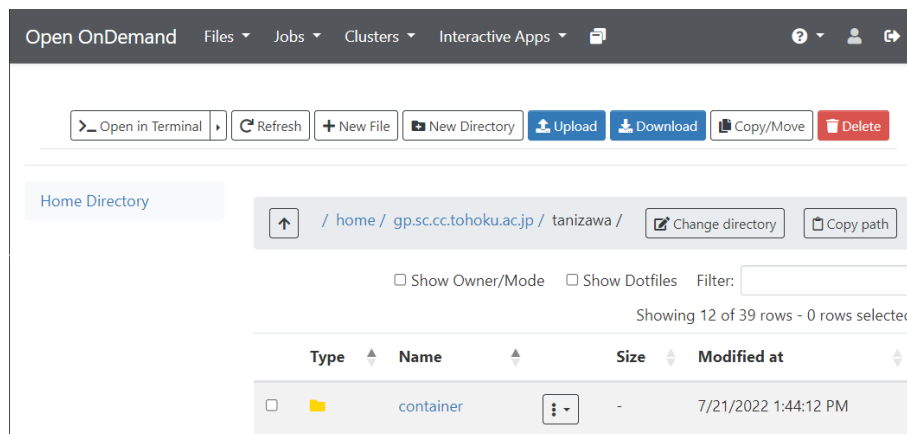 Open OnDemand Files Jobs Clusters Interactive Apps
Open in Terminal Refresh New File New Directory Upload Download Copy/Move Delete
Home Directory
/ home / gp.sc.cc.tohoku.ac.jp / tanizawa / Change directory Copy path
Show Owner/Mode Show Dotfiles Filter:
Showing 12 of 39 rows - 0 rows selected
Type Name Size Modified at
container - 7/21/2022 1:44:12 PM